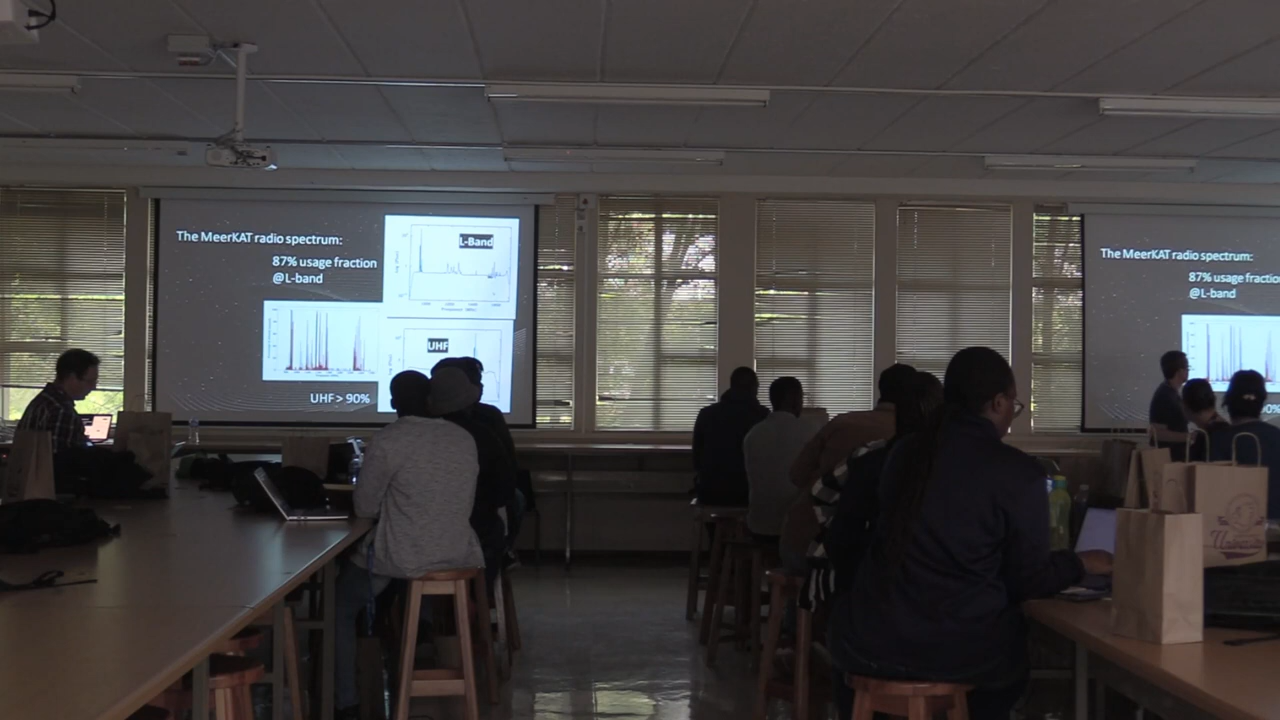 The MeerKAT radio spectrum:
87% usage fraction
@L-band
L-Band
UHF
UHF > 90%
The MeerKAT radio spectrum:
87% usage fractio
@L-band